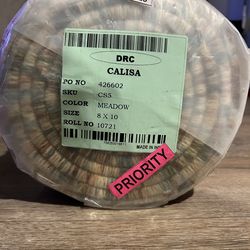 DRC
CALISA
PO NO 426602
SKU CS5
COLOR MEADOW
SIZE 8 X 10
ROLL NO 10721
MADE IN
PRIORITY